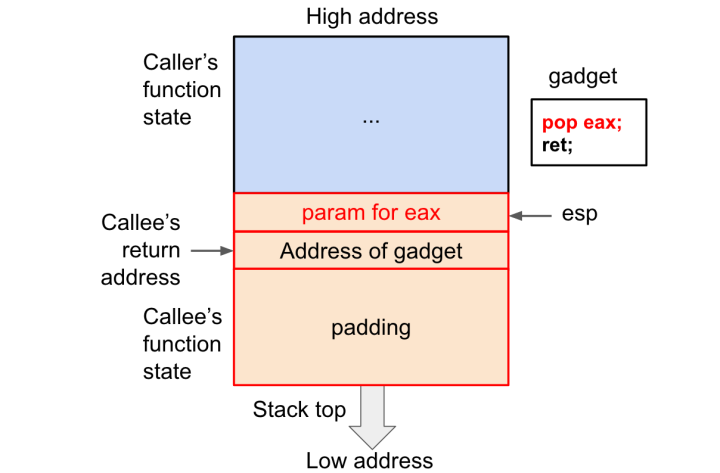 High address
Caller's
function
state
...
gadget
pop eax;
ret;
param for eax
esp
Callee's
return
address
Address of gadget
Callee's
function
state
padding
Stack top
Low address